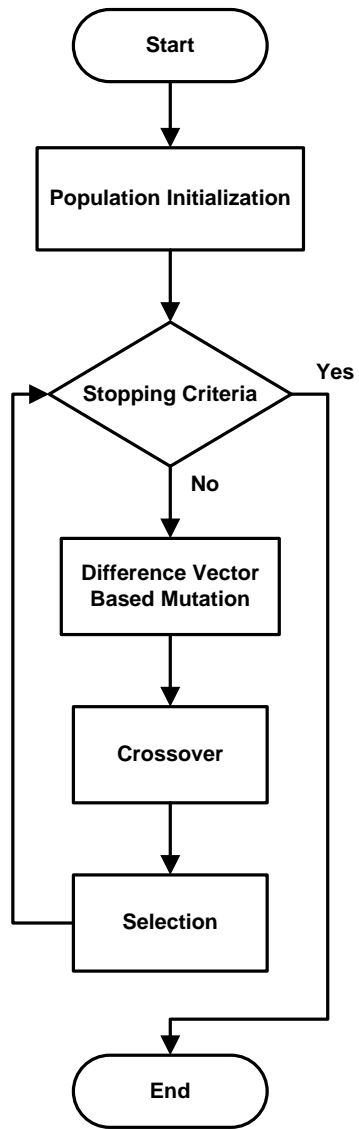 Start
Population Initialization
Stopping Criteria
Yes
No
Difference Vector
Based Mutation
Crossover
Selection
End